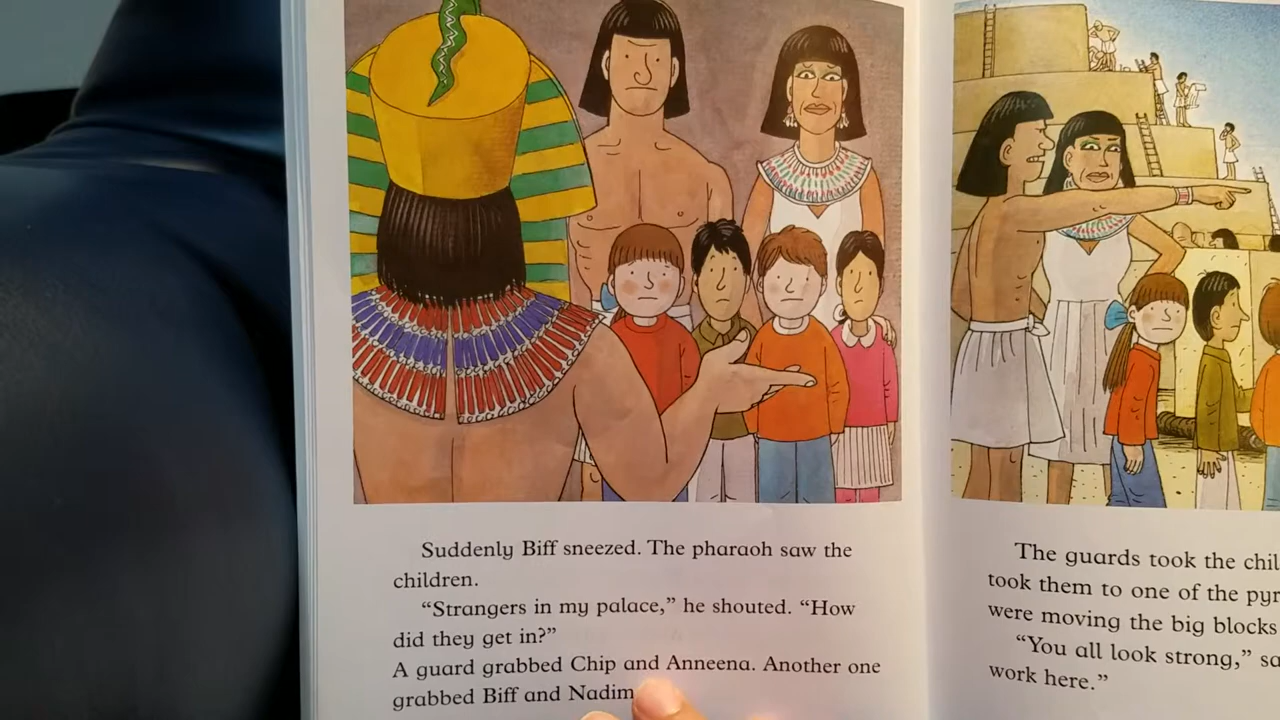 Suddenly Biff sneezed. The pharaoh saw the
children.
“Strangers in my palace,” he shouted. “How
did they get in?”
A guard grabbed Chip and Anneena. Another one
grabbed Biff and Nadim
The guards took the
took them to one of the
were moving the big blocks
“You all look strong,”
work here.”